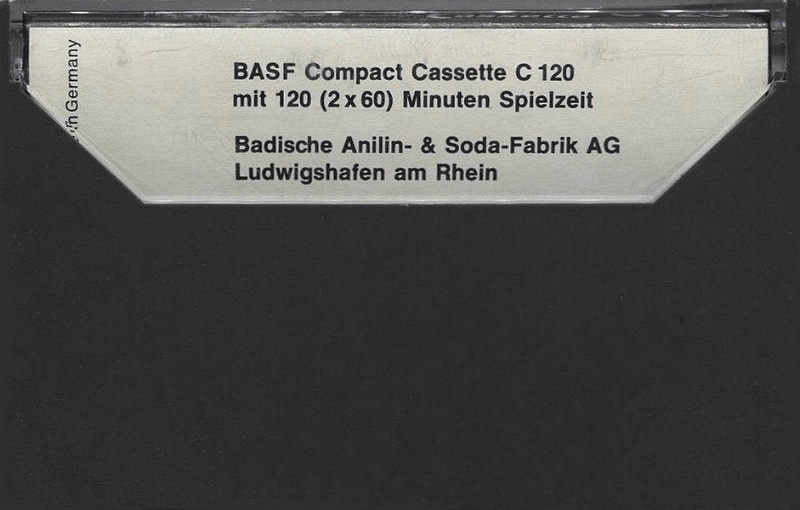 BASF Compact Cassette C 120
mit 120 (2 x 60) Minuten Spielzeit
Badische Anilin- & Soda-Fabrik AG
Ludwigshafen am Rhein
in Germany